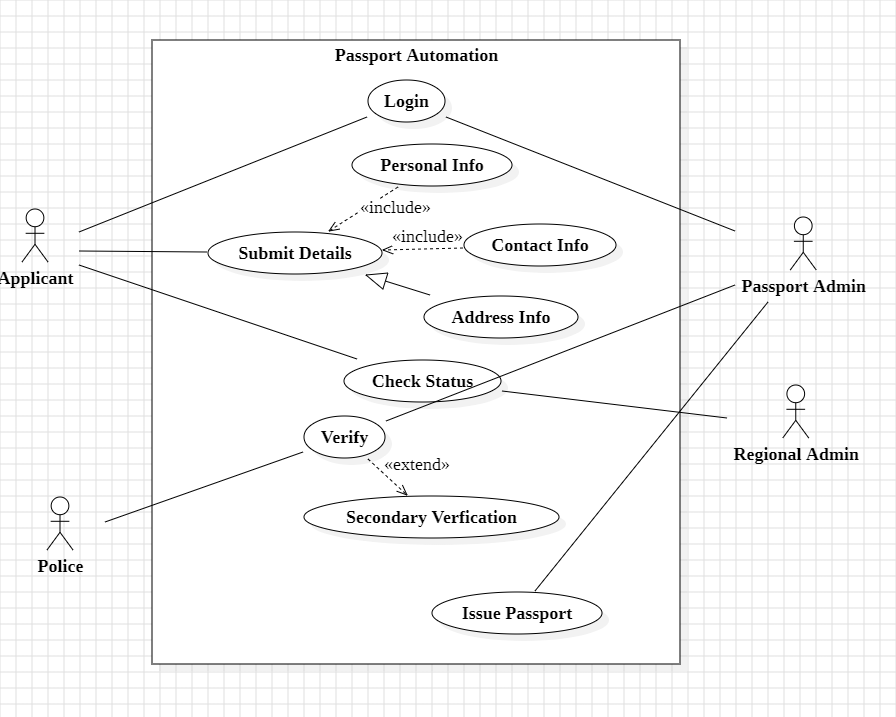 Passport Automation
Login
Personal Info
«include»
«include»
Contact Info
Submit Details
Applicant
Passport Admin
Address Info
Check Status
Verify
Regional Admin
«extend»
Secondary Verfication
Police
Issue Passport